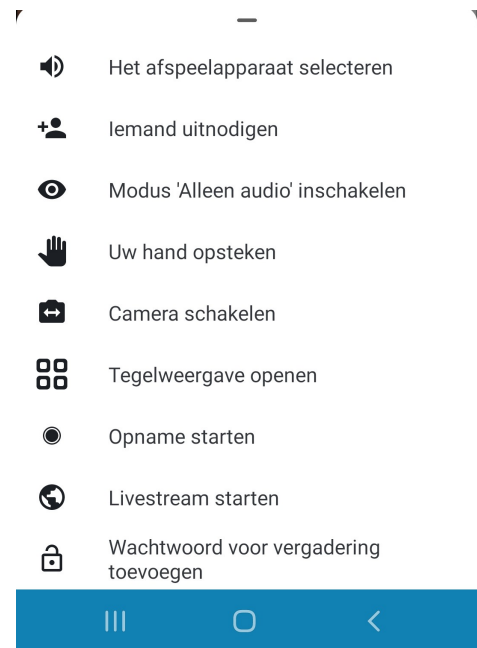 Het afspeelapparaat selecteren
Iemand uitnodigen
Modus 'Alleen audio' inschakelen
Uw hand opsteken
Camera schakelen
Tegelweergave openen
Opname starten
Livestream starten
Wachtwoord voor vergadering
toevoegen